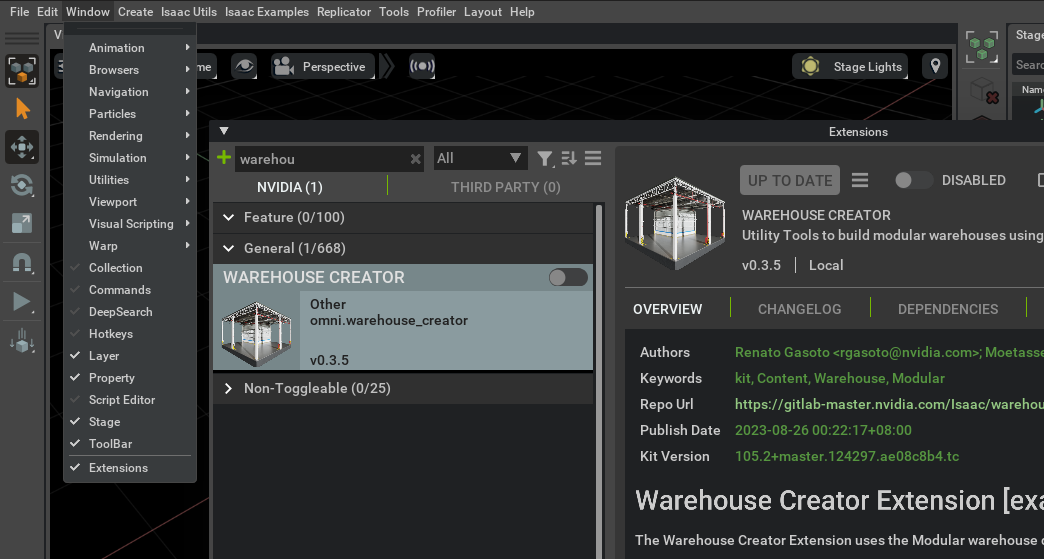 File Edit Window Create Isaac Utils Isaac Examples Replicator Tools Profiler Layout Help
V
Stage
me
Perspective
Stage Lights
Sear
Name
Animation
Browsers
Navigation
Particles
Rendering
Simulation
Utilities
Viewport
Visual Scripting
Warp
Collection
Commands
DeepSearch
Hotkeys
Layer
Property
Script Editor
Stage
ToolBar
Extensions
Extensions
warehou
All
NVIDIA (1) THIRD PARTY (0)
Feature (0/100)
General (1/668)
WAREHOUSE CREATOR
Other
omni.warehouse_creator
v0.3.5
Non-Toggleable (0/25)
UP TO DATE DISABLED
WAREHOUSE CREATOR
Utility Tools to build modular warehouses using
v0.3.5 Local
OVERVIEW CHANGELOG DEPENDENCIES
Authors Renato Gasoto <rgasoto@nvidia.com>; Moetasse
Keywords kit, Content, Warehouse, Modular
Repo Url https://gitlab-master.nvidia.com/Isaac/warehou
Publish Date 2023-08-26 00:22:17+08:00
Kit Version 105.2+master.124297.ae08c8b4.tc
Warehouse Creator Extension [exa
The Warehouse Creator Extension uses the Modular warehouse